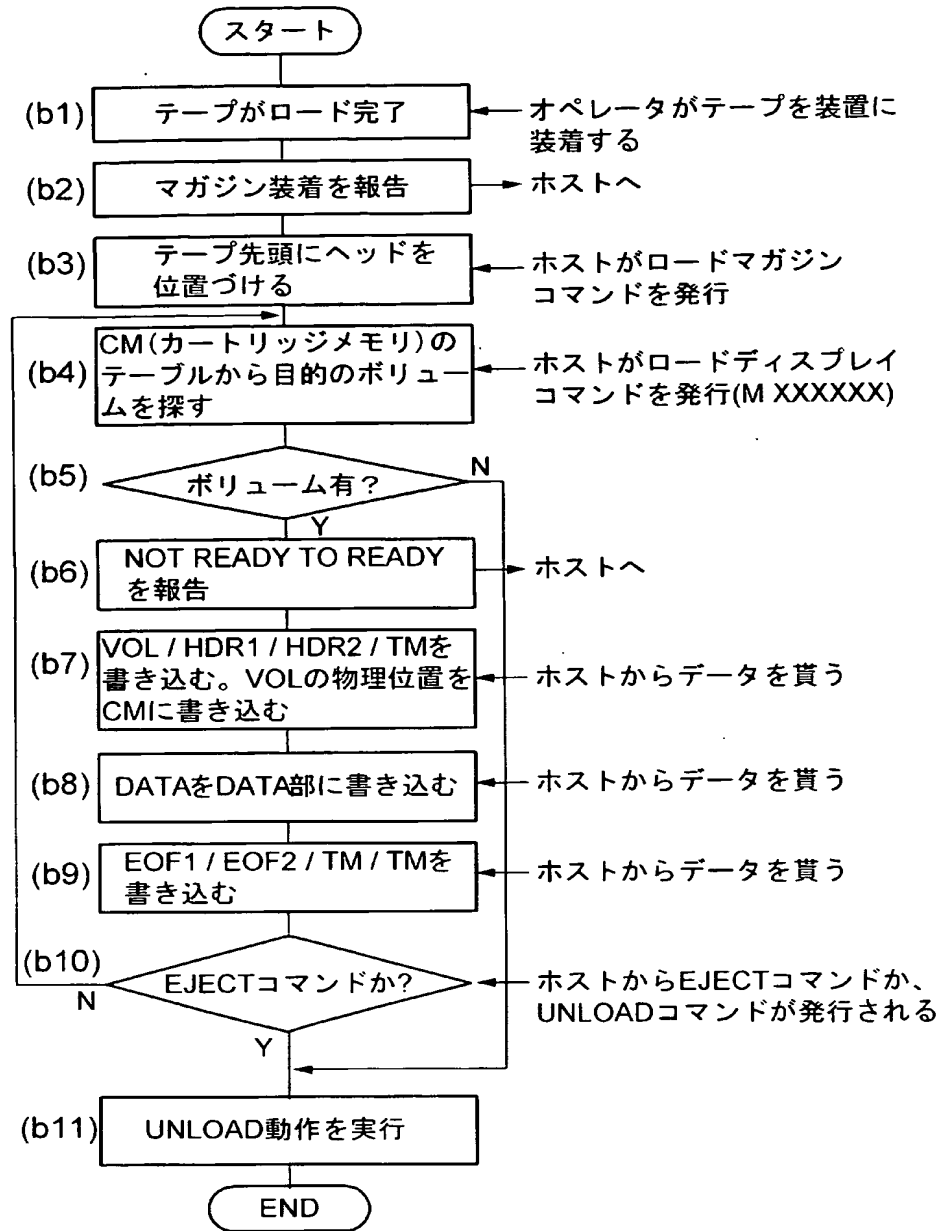 スタート
(b1)
テープがロード完了
オペレータがテープを装置に
装着する
(b2)
マガジン装着を報告
ホストへ
(b3)
テープ先頭にヘッドを
位置づける
ホストがロードマガジン
コマンドを発行
(b4)
CM(カートリッジメモリ)の
テーブルから目的のボリュー
ムを探す
ホストがロードディスプレイ
コマンドを発行(M XXXXXX)
(b5)
ボリューム有?
N
Y
(b6)
NOT READY TO READY
を報告
ホストへ
(b7)
VOL / HDR1 / HDR2 / TMを
書き込む。VOLの物理位置を
CMに書き込む
ホストからデータを貰う
(b8)
DATAをDATA部に書き込む
ホストからデータを貰う
(b9)
EOF1 / EOF2 / TM / TMを
書き込む
ホストからデータを貰う
(b10)
N
EJECTコマンドか?
Y
ホストからEJECTコマンドか、
UNLOADコマンドが発行される
(b11)
UNLOAD動作を実行
END